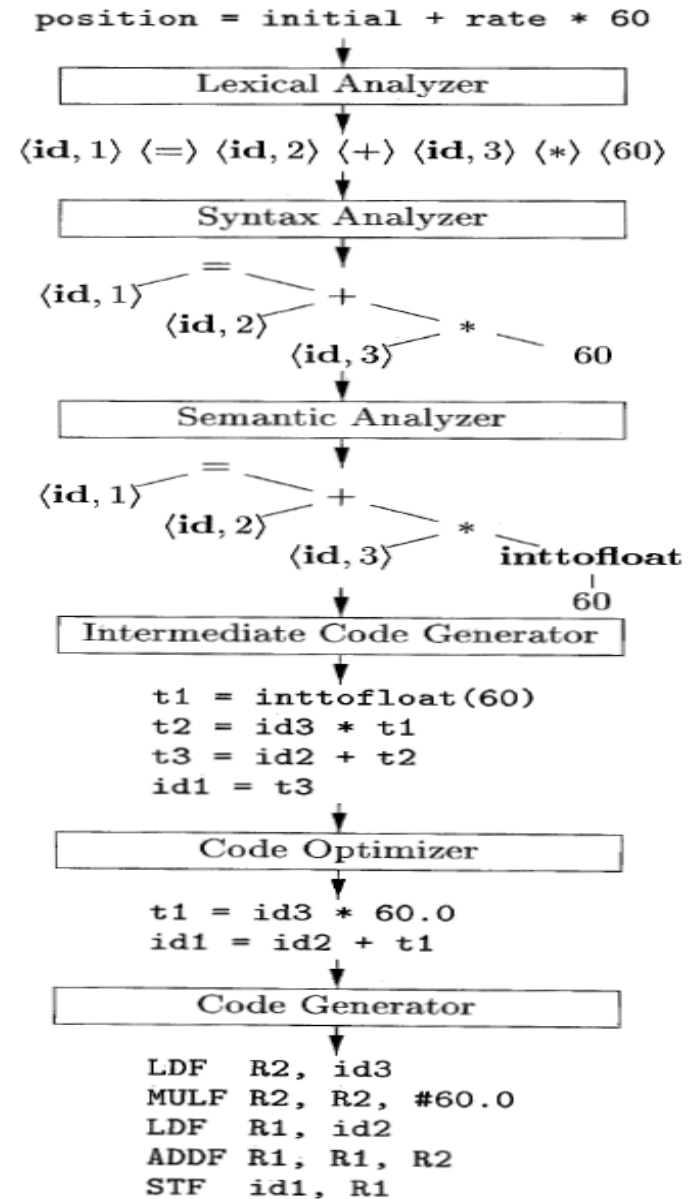 position = initial + rate * 60
Lexical Analyzer
⟨id, 1⟩ ⟨=⟩ ⟨id, 2⟩ ⟨+⟩ ⟨id, 3⟩ ⟨*⟩ ⟨60⟩
Syntax Analyzer
=
⟨id, 1⟩ +
⟨id, 2⟩ *
⟨id, 3⟩ 60
Semantic Analyzer
=
⟨id, 1⟩ +
⟨id, 2⟩ *
⟨id, 3⟩ inttofloat
60
Intermediate Code Generator
t1 = inttofloat(60)
t2 = id3 * t1
t3 = id2 + t2
id1 = t3
Code Optimizer
t1 = id3 * 60.0
id1 = id2 + t1
Code Generator
LDF R2, id3
MULF R2, R2, #60.0
LDF R1, id2
ADDF R1, R1, R2
STF id1, R1